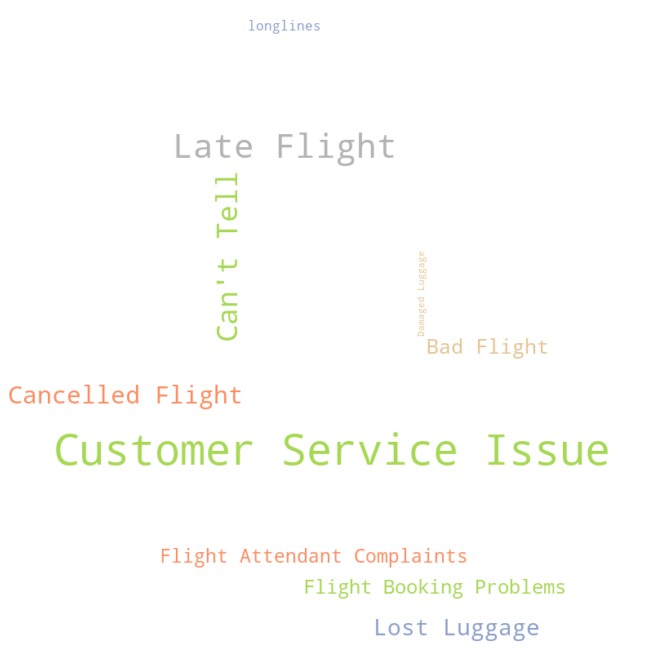 longlines
Late Flight
Can't Tell
Damaged Luggage
Bad Flight
Cancelled Flight
Customer Service Issue
Flight Attendant Complaints
Flight Booking Problems
Lost Luggage